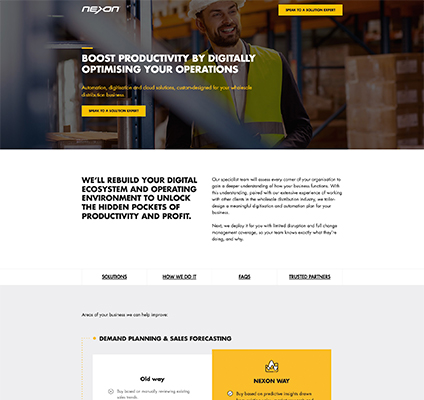 NEXON
SPEAK TO A SOLUTION EXPERT
BOOST PRODUCTIVITY BY DIGITALLY
OPTIMISING YOUR OPERATIONS
Automation, digitisation and cloud solutions, custom-designed for your wholesale
distribution business
SPEAK TO A SOLUTION EXPERT
WE'LL REBUILD YOUR DIGITAL
ECOSYSTEM AND OPERATING
ENVIRONMENT TO UNLOCK
THE HIDDEN POCKETS OF
PRODUCTIVITY AND PROFIT.
Our specialist team will assess every corner of your organisation to
gain a deeper understanding of how your business functions. With
this understanding, paired with our extensive experience of working
with other clients in the wholesale distribution industry, we tailor-
design a meaningful digitisation and automation plan for your
business.
Next, we deploy it for you with limited disruption and full change
management coverage, so your team knows exactly what they're
doing, and why.
SOLUTIONS
HOW WE DO IT
FAQS
TRUSTED PARTNERS
Areas of your business we can help improve:
DEMAND PLANNING & SALES FORECASTING
Old way
Buy based on manually reviewing existing
sales trends
NEXON WAY
Buy based on predictive insights drawn